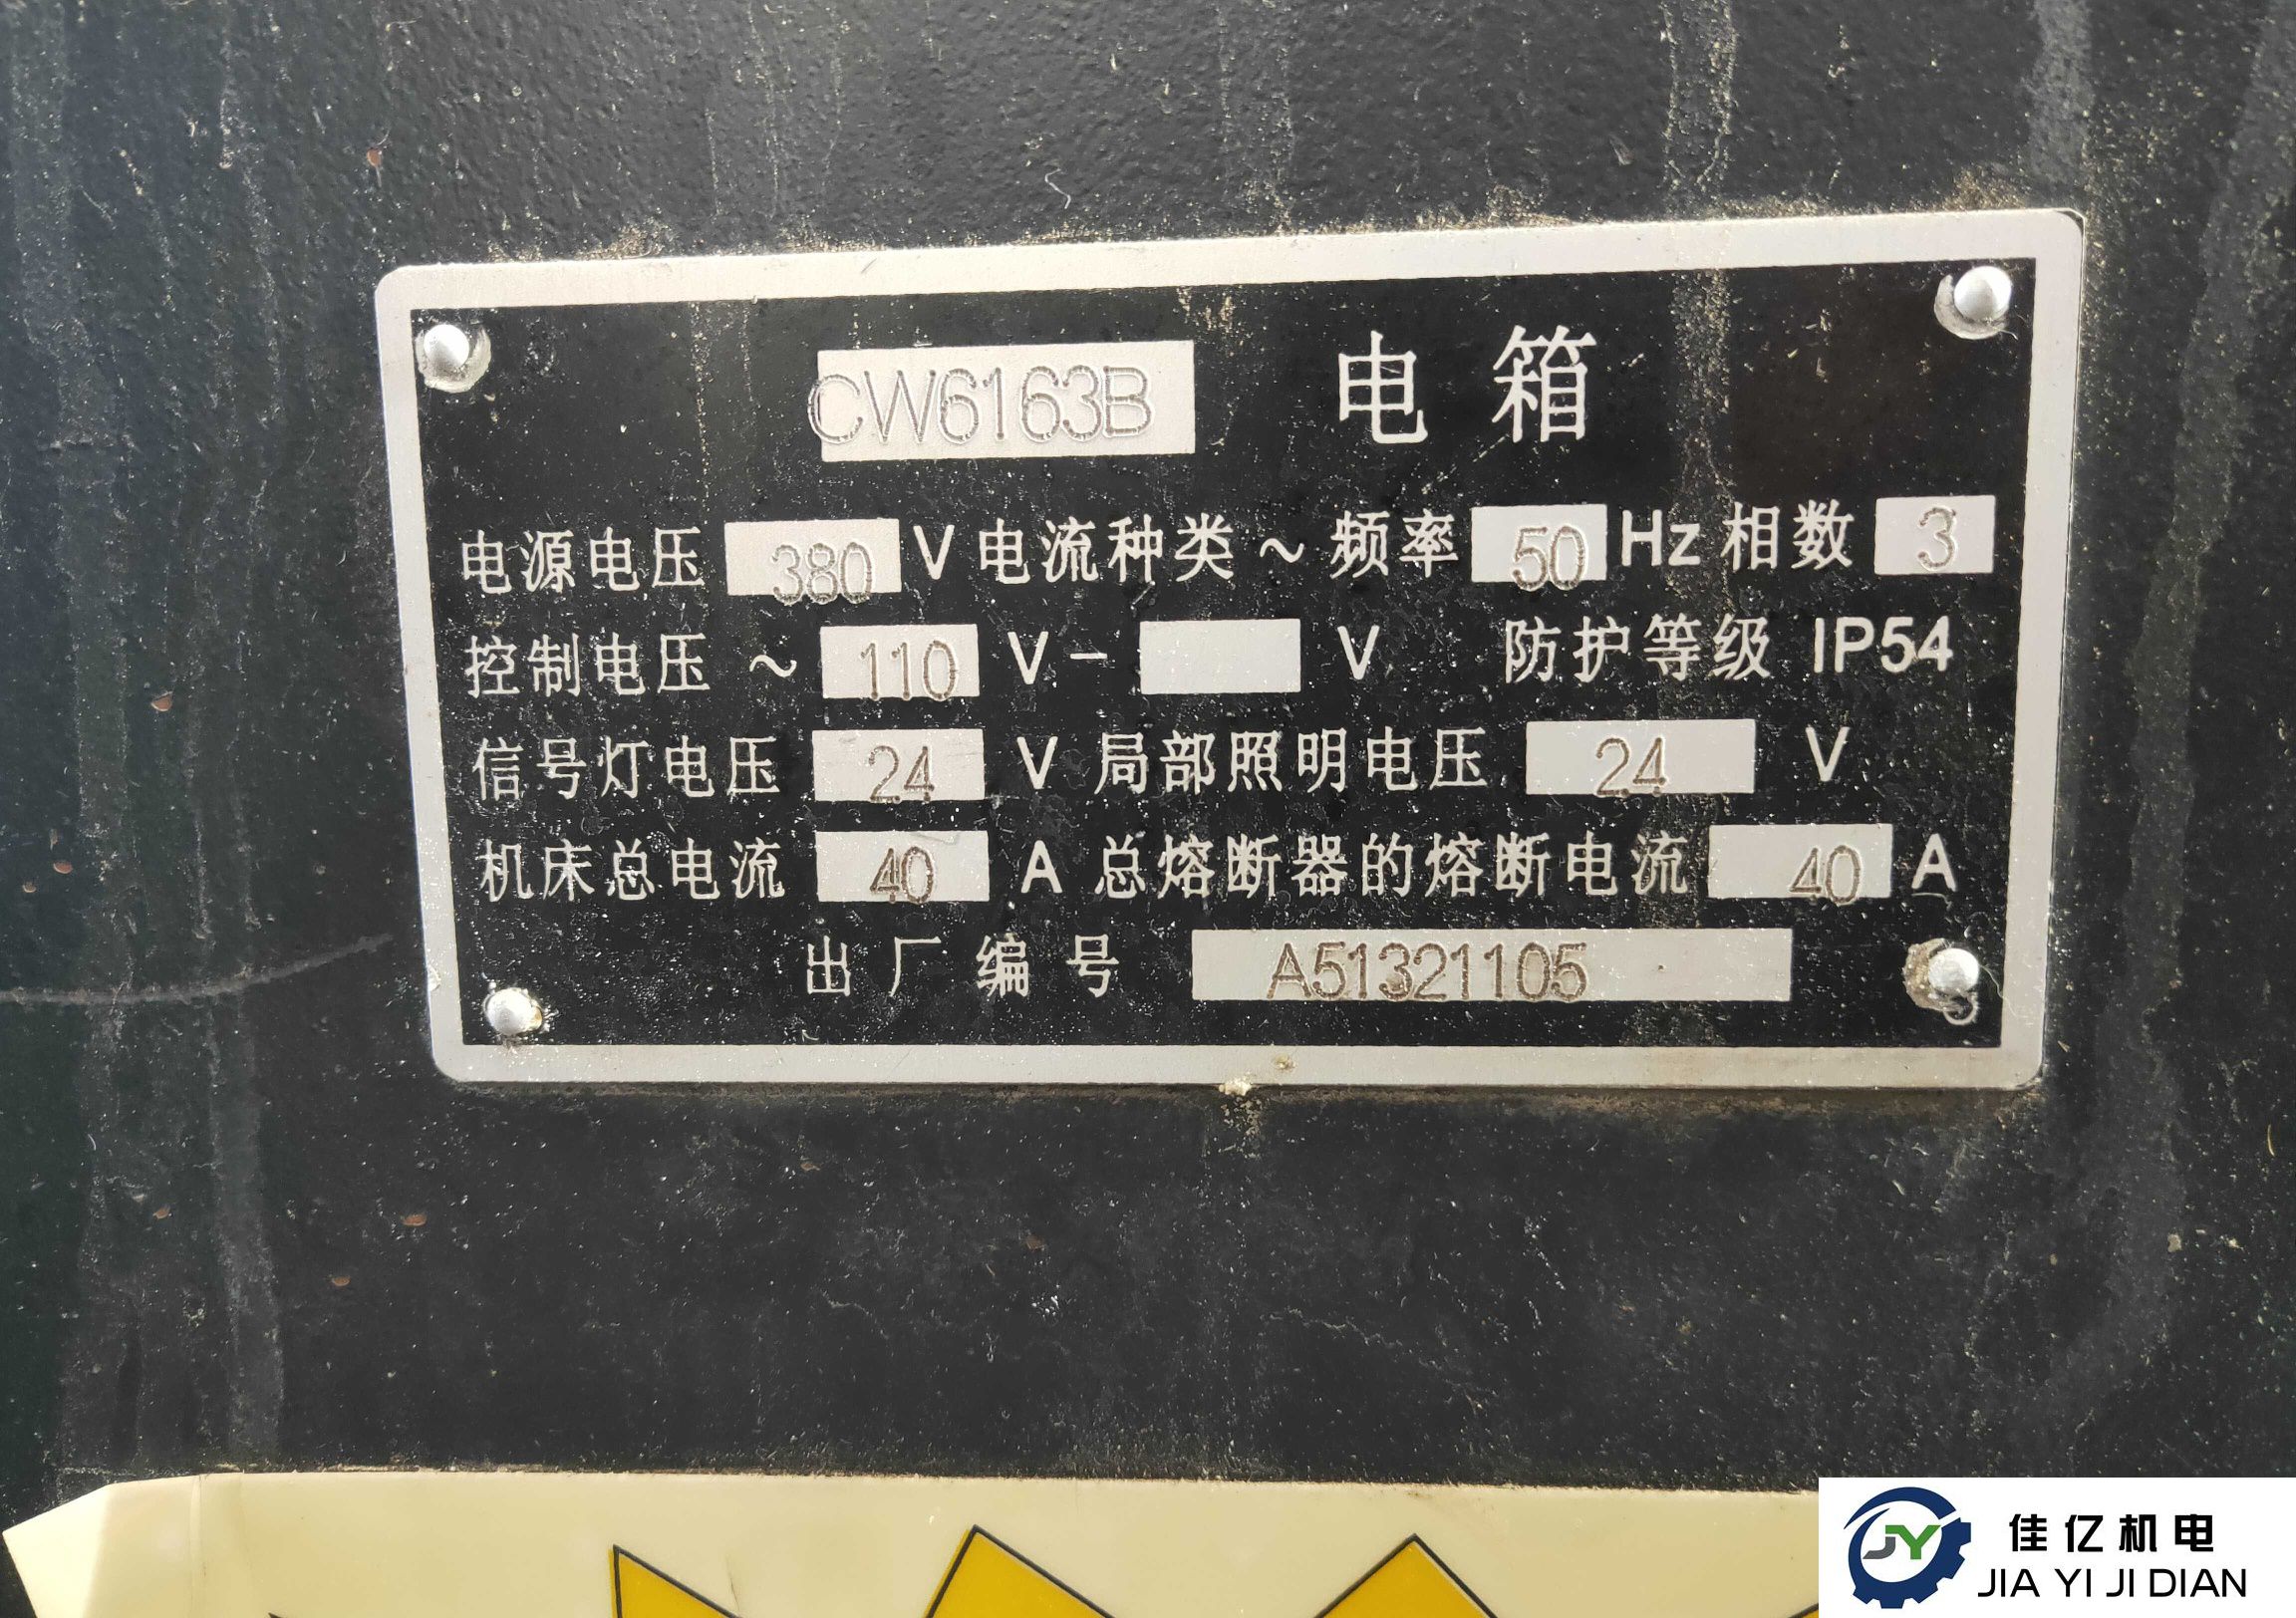 CW6163B 电箱
电源电压 380 V 电流种类 ~ 频率 50 Hz 相数 3
控制电压 ~ 110 V - V 防护等级 IP54
信号灯电压 24 V 局部照明电压 24 V
机床总电流 40 A 总熔断器的熔断电流 40 A
出厂编号 A51321105
JY 佳亿机电
JIA YI JI DIAN